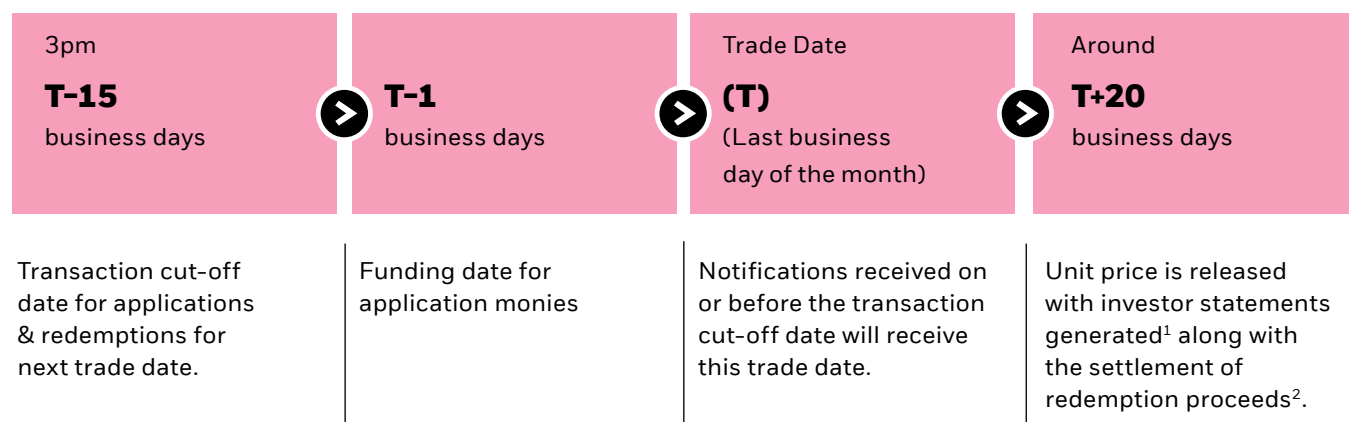 3pm
T–15
business days
T–1
business days
Trade Date
(T)
(Last business
day of the month)
Around
T+20
business days
Transaction cut-off
date for applications
& redemptions for
next trade date.
Funding date for
application monies
Notifications received on
or before the transaction
cut-off date will receive
this trade date.
Unit price is released
with investor statements
generated¹ along with
the settlement of
redemption proceeds².